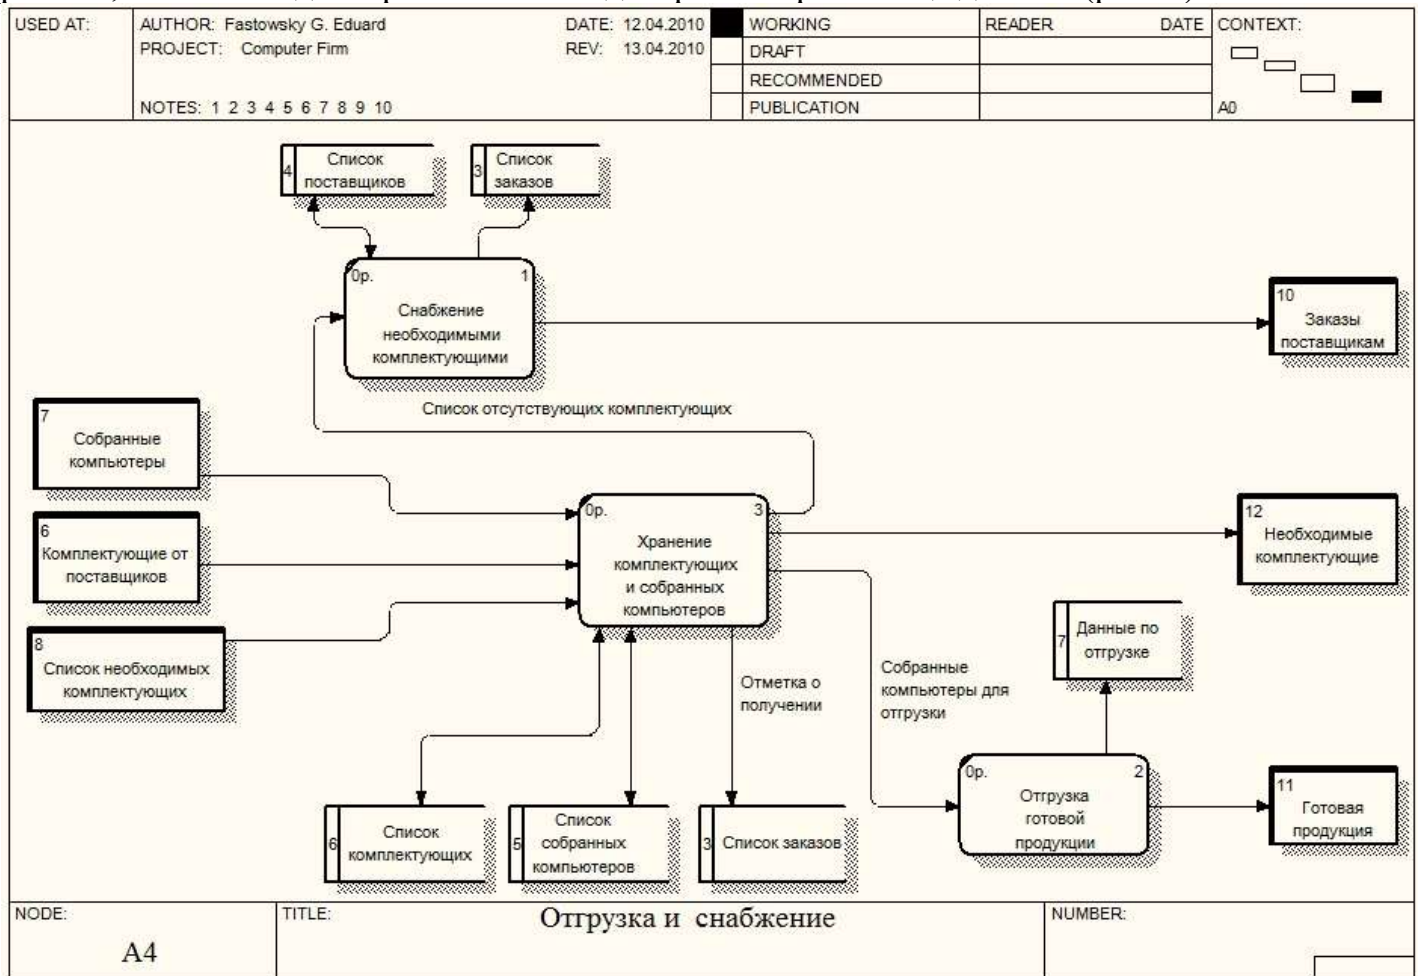 USED AT:
AUTHOR: Fastowsky G. Eduard
DATE: 12.04.2010
PROJECT: Computer Firm
REV: 13.04.2010
NOTES: 1 2 3 4 5 6 7 8 9 10
WORKING
DRAFT
RECOMMENDED
PUBLICATION
READER
DATE
CONTEXT:
A0
4
Список
поставщиков
3
Список
заказов
0р.
1
Снабжение
необходимыми
комплектующими
10
Заказы
поставщикам
Список отсутствующих комплектующих
7
Собранные
компьютеры
6
Комплектующие от
поставщиков
8
Список необходимых
комплектующих
0р.
3
Хранение
комплектующих
и собранных
компьютеров
12
Необходимые
комплектующие
7
Данные по
отгрузке
Отметка о
получении
Собранные
компьютеры для
отгрузки
0р.
2
Отгрузка
готовой
продукции
11
Готовая
продукция
6
Список
комплектующих
5
Список
собранных
компьютеров
3
Список заказов
NODE:
A4
TITLE:
Отгрузка и снабжение
NUMBER: